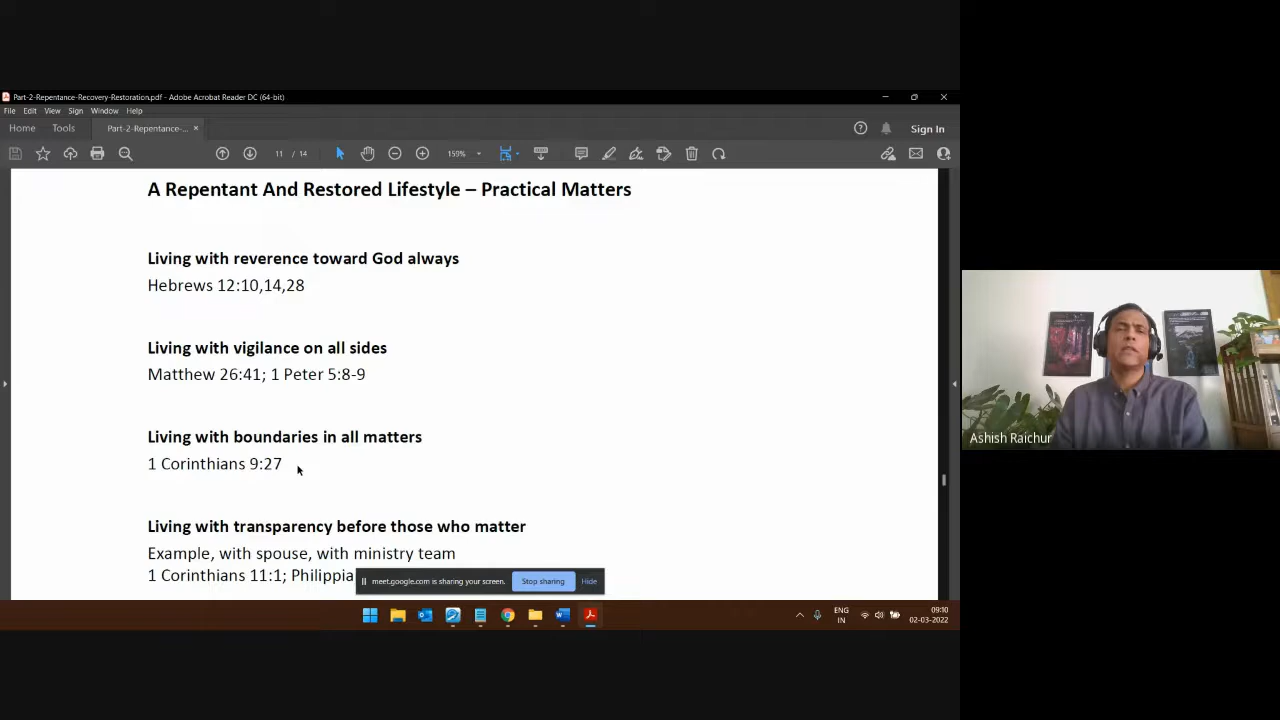 Part-2-Repentance-Recovery-Restoration.pdf - Adobe Acrobat Reader DC (64-bit)
File Edit View Sign Window Help
Home Tools Part-2-Repentance-... × Sign In
11 / 14 159%
A Repentant And Restored Lifestyle – Practical Matters
Living with reverence toward God always
Hebrews 12:10,14,28
Living with vigilance on all sides
Matthew 26:41; 1 Peter 5:8-9
Living with boundaries in all matters
1 Corinthians 9:27
Living with transparency before those who matter
Example, with spouse, with ministry team
1 Corinthians 11:1; Philippia
meet.google.com is sharing your screen. Stop sharing Hide
Ashish Raichur
ENG
IN
09:10
02-03-2022